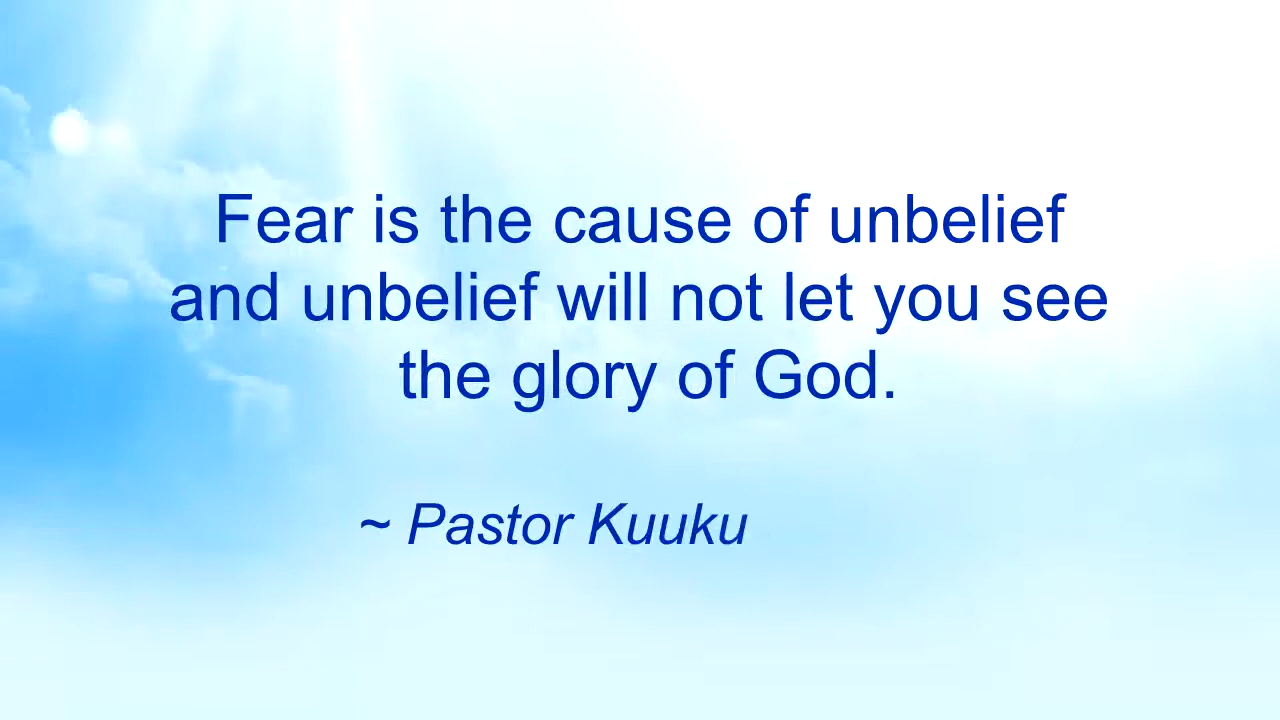 Fear is the cause of unbelief
and unbelief will not let you see
the glory of God.
~ Pastor Kuuku